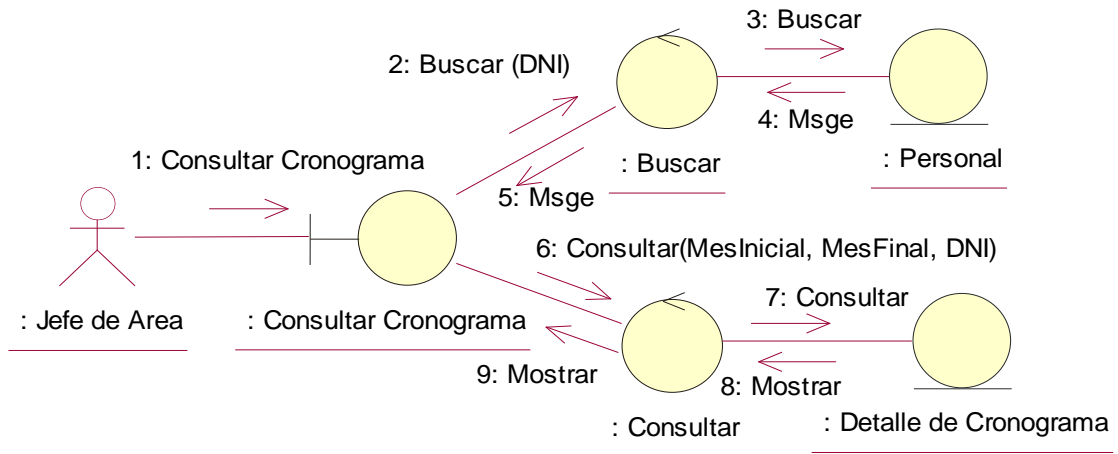 3: Buscar
2: Buscar (DNI)
4: Msge
1: Consultar Cronograma
: Buscar
: Personal
5: Msge
6: Consultar(MesInicial, MesFinal, DNI)
7: Consultar
: Jefe de Area
: Consultar Cronograma
9: Mostrar
8: Mostrar
: Consultar
: Detalle de Cronograma